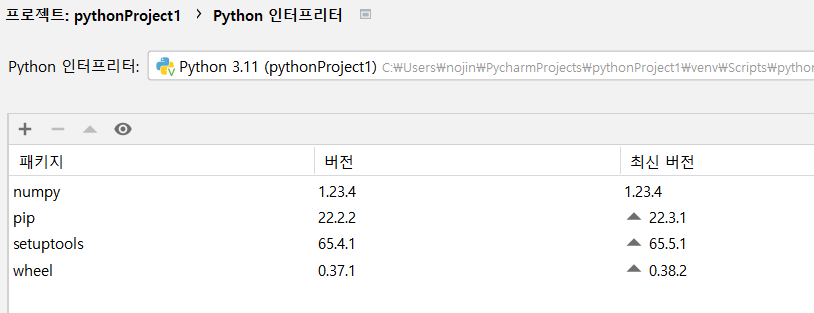 프로젝트: pythonProject1 › Python 인터프리터
Python 인터프리터: Python 3.11 (pythonProject1) C:₩Users₩nojin₩PycharmProjects₩pythonProject1₩venv₩Scripts₩python
패키지 버전 최신 버전
numpy 1.23.4 1.23.4
pip 22.2.2 22.3.1
setuptools 65.4.1 65.5.1
wheel 0.37.1 0.38.2